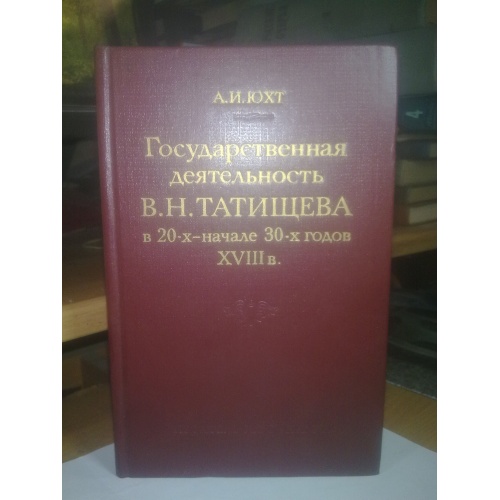 А.И.ЮХТ
Государственная
деятельность
В.Н.ТАТИЩЕВА
в 20-х–начале 30-х годов
XVIII в.